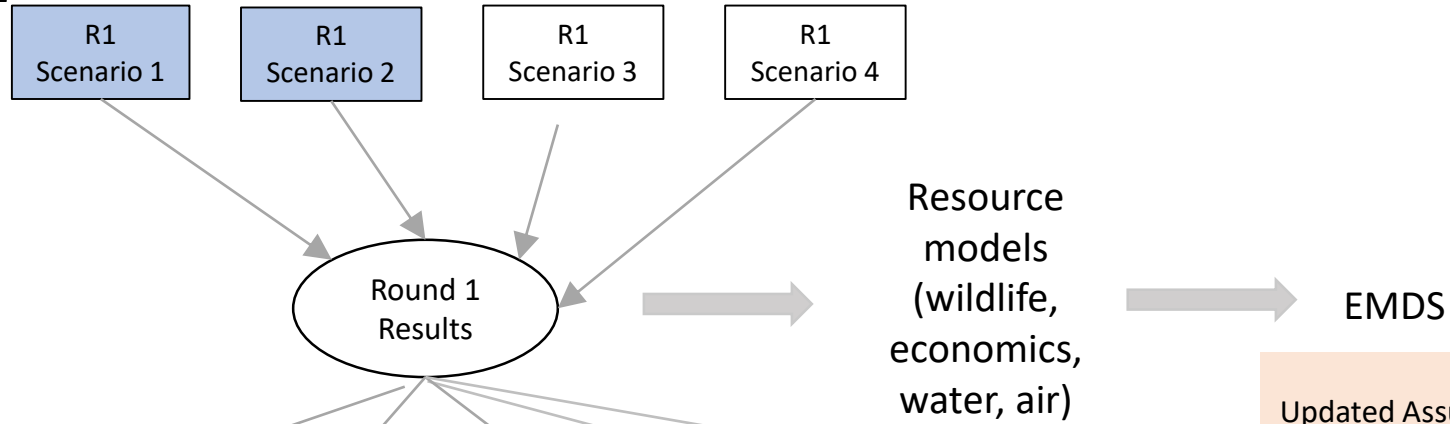 R1
Scenario 1
R1
Scenario 2
R1
Scenario 3
R1
Scenario 4
Round 1
Results
Resource
models
(wildlife,
economics,
water, air)
EMDS
Updated